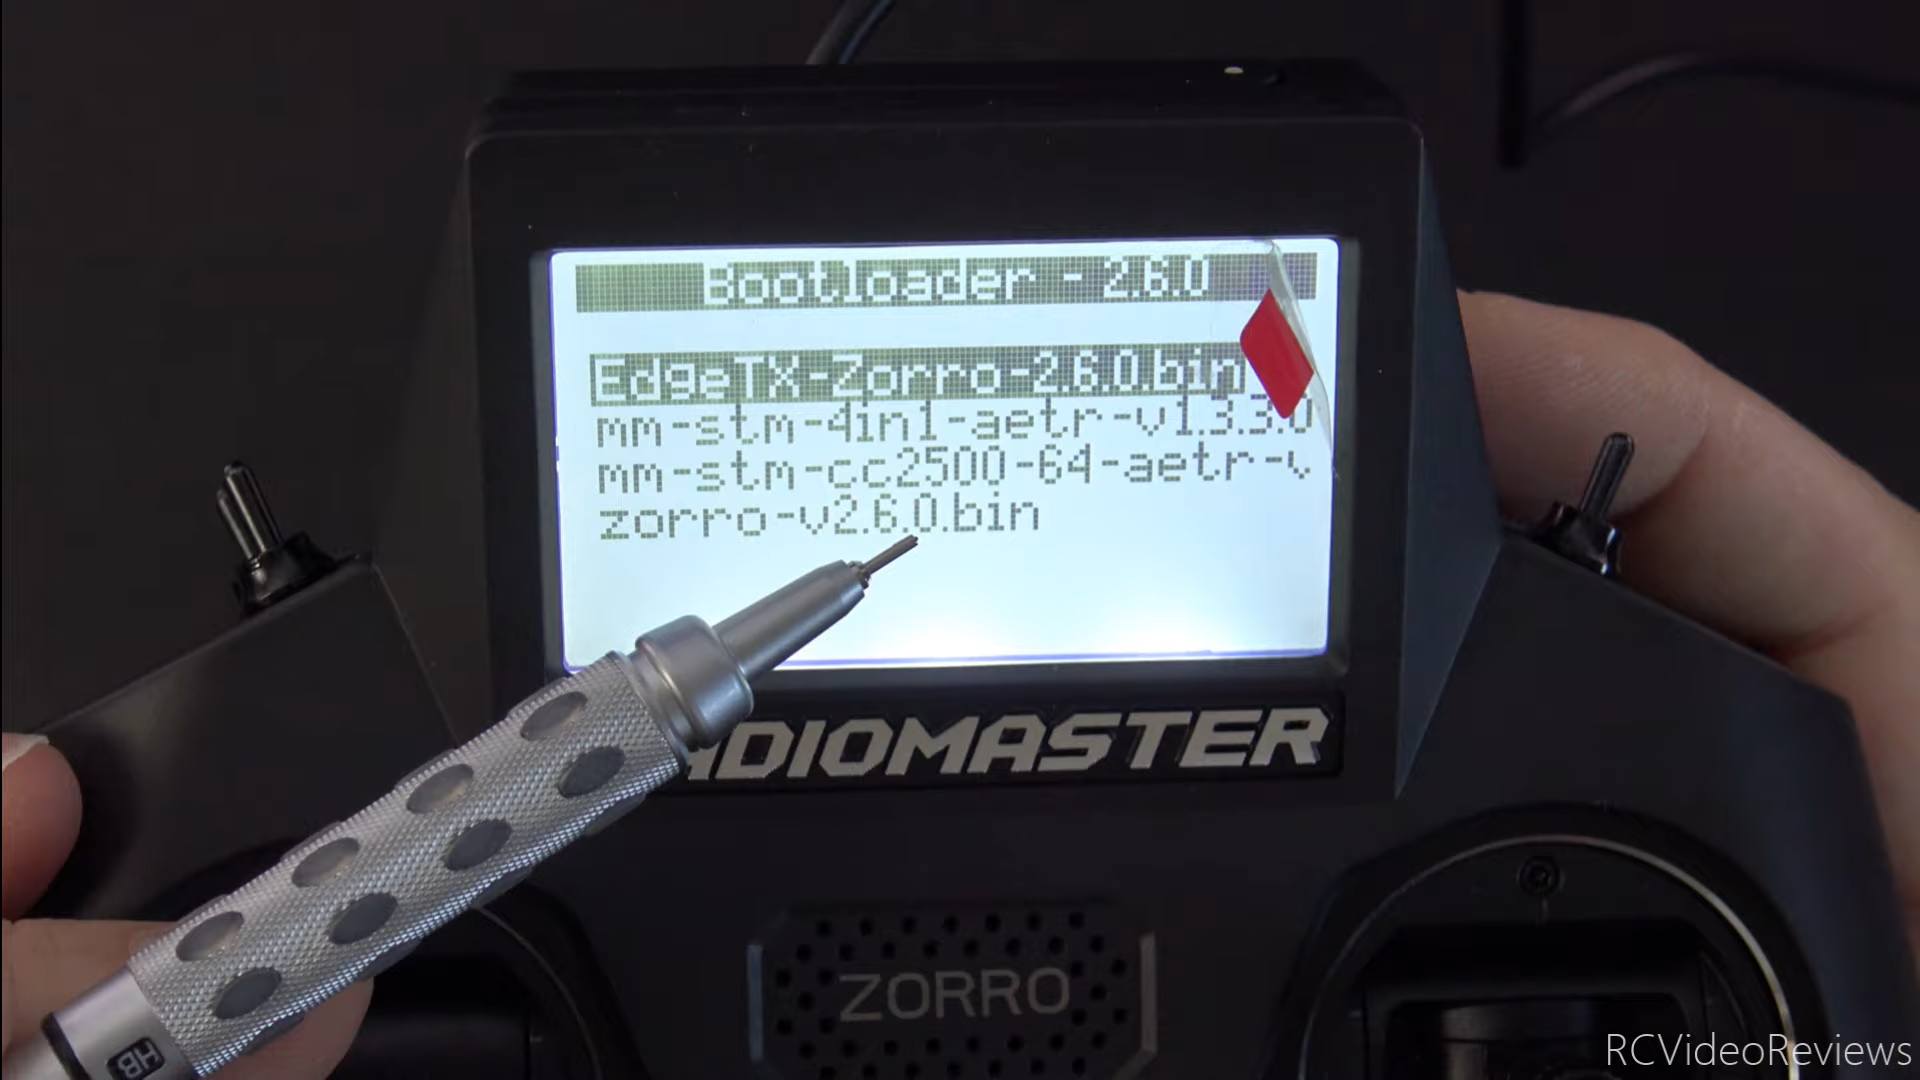 Bootloader - 2.6.0
EdgeTX-Zorro-2.6.0.bin
mm-stm-4in1-aetr-v1.3.3.0
mm-stm-cc2500-64-aetr-v
zorro-v2.6.0.bin
ADIOMASTER
ZORRO
HB
RCVideoReviews